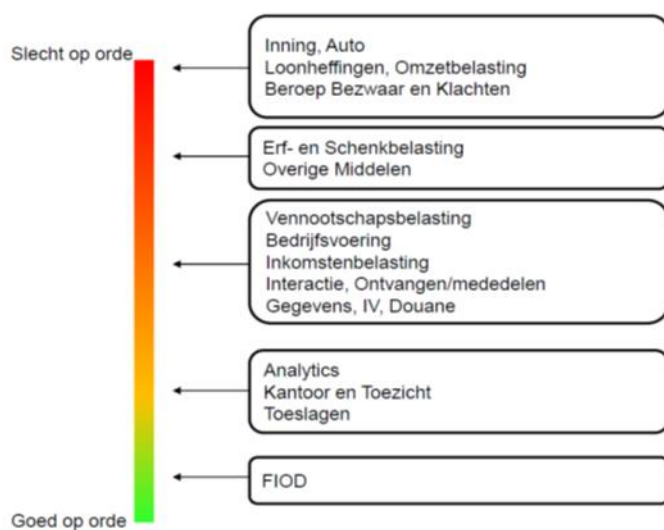 Slecht op orde
Inning, Auto
Loonheffingen, Omzetbelasting
Beroep Bezwaar en Klachten
Erf- en Schenkbelasting
Overige Middelen
Vennootschapsbelasting
Bedrijfsvoering
Inkomstenbelasting
Interactie, Ontvangen/mededelen
Gegevens, IV, Douane
Analytics
Kantoor en Toezicht
Toeslagen
FIOD
Goed op orde